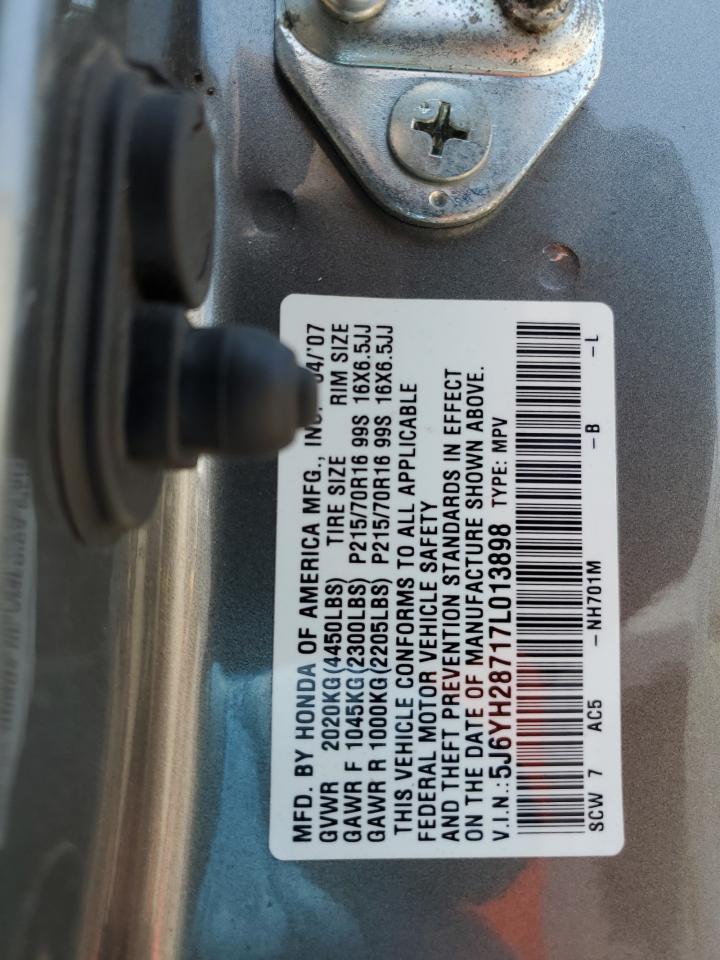 MFD. BY HONDA OF AMERICA MFG., INC. 04/'07
GVWR 2020KG(4450LBS) TIRE SIZE RIM SIZE
GAWR F 1045KG(2300LBS) P215/70R16 99S 16X6.5JJ
GAWR R 1000KG(2205LBS) P215/70R16 99S 16X6.5JJ
THIS VEHICLE CONFORMS TO ALL APPLICABLE
FEDERAL MOTOR VEHICLE SAFETY
AND THEFT PREVENTION STANDARDS IN EFFECT
ON THE DATE OF MANUFACTURE SHOWN ABOVE.
V.I.N.: 5J6YH28717L013898 TYPE: MPV
SCW 7 AC5 -NH701M -B -L